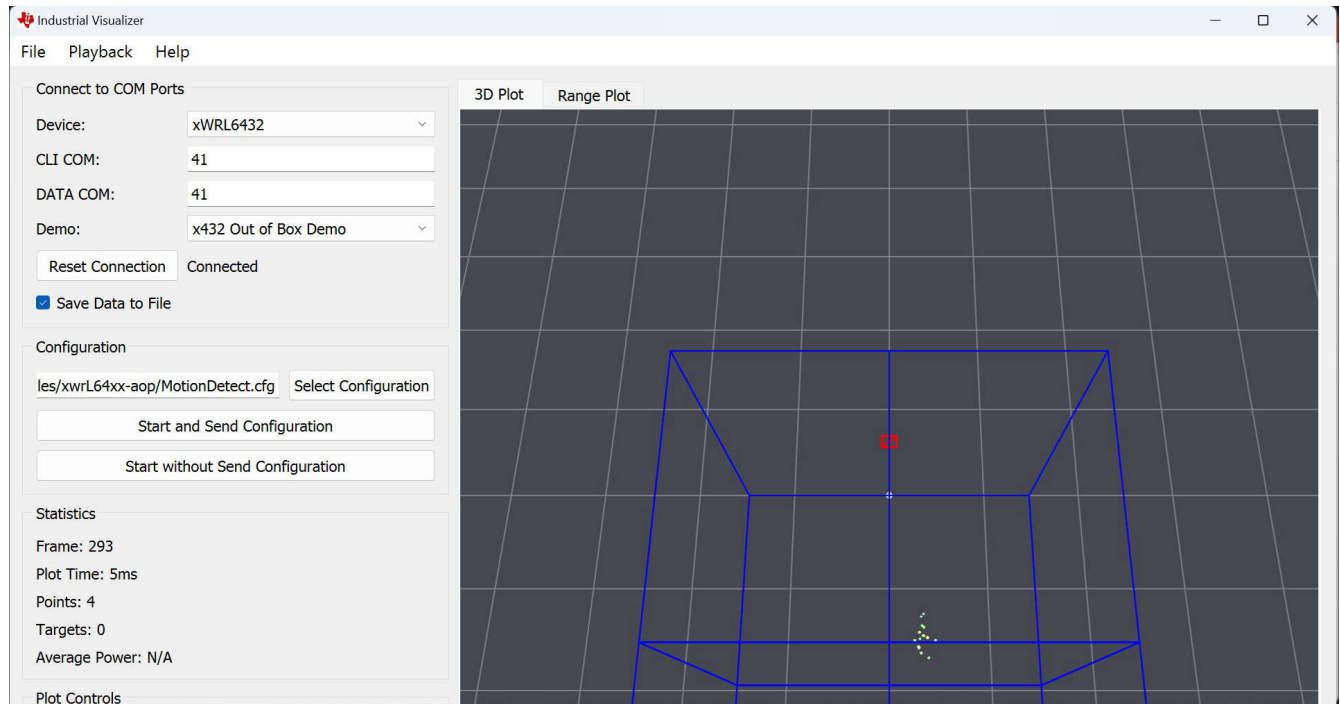 Industrial Visualizer
File Playback Help
Connect to COM Ports
Device: xWRL6432
CLI COM: 41
DATA COM: 41
Demo: x432 Out of Box Demo
Reset Connection Connected
Save Data to File
Configuration
les/xwrL64xx-aop/MotionDetect.cfg Select Configuration
Start and Send Configuration
Start without Send Configuration
Statistics
Frame: 293
Plot Time: 5ms
Points: 4
Targets: 0
Average Power: N/A
Plot Controls
3D Plot Range Plot